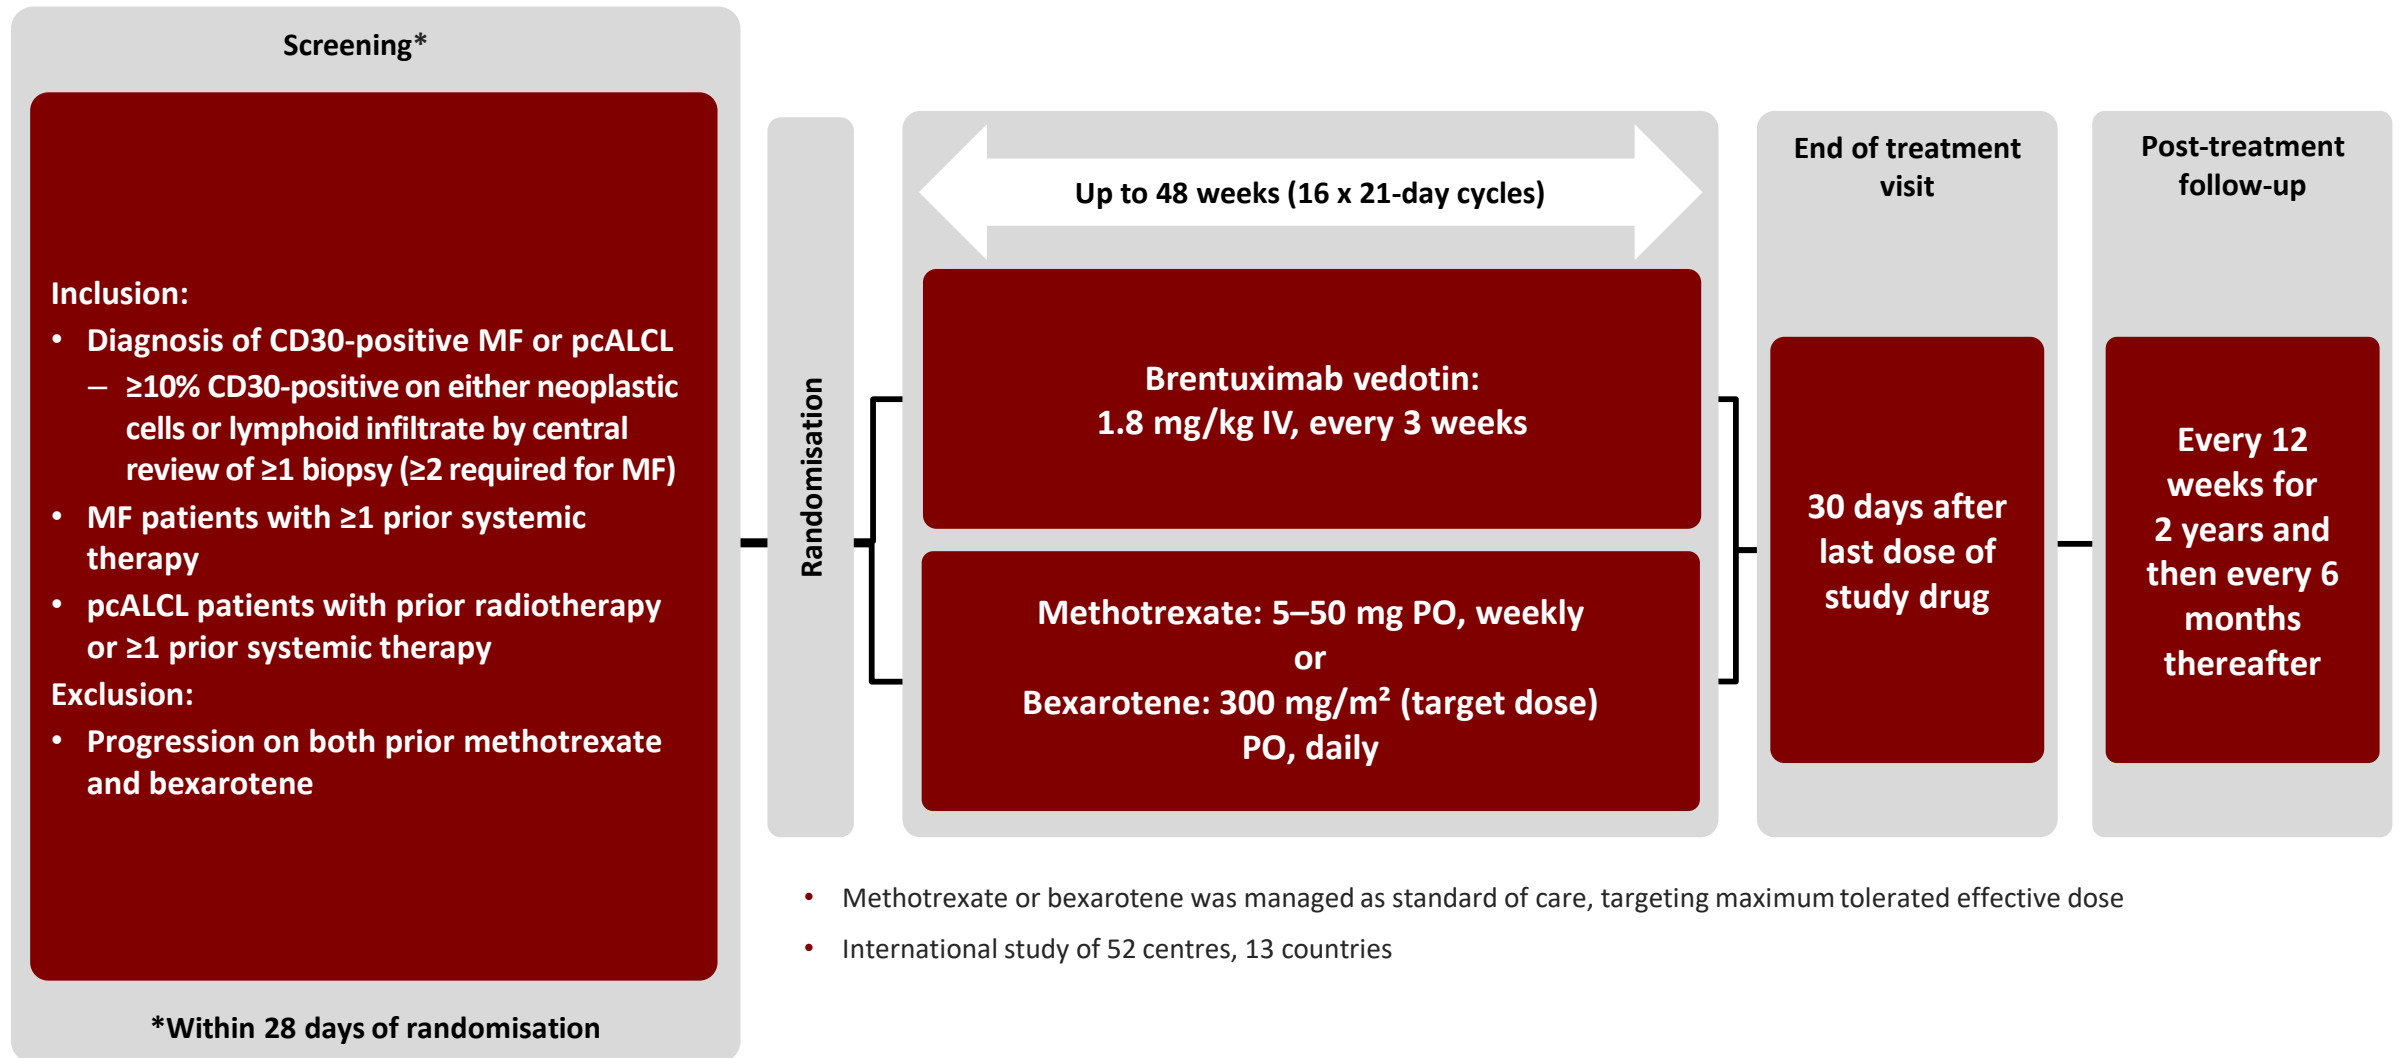 Screening*
Inclusion:
• Diagnosis of CD30-positive MF or pcALCL
– ≥10% CD30-positive on either neoplastic
cells or lymphoid infiltrate by central
review of ≥1 biopsy (≥2 required for MF)
• MF patients with ≥1 prior systemic
therapy
• pcALCL patients with prior radiotherapy
or ≥1 prior systemic therapy
Exclusion:
• Progression on both prior methotrexate
and bexarotene
*Within 28 days of randomisation
Randomisation
Up to 48 weeks (16 x 21-day cycles)
Brentuximab vedotin:
1.8 mg/kg IV, every 3 weeks
Methotrexate: 5–50 mg PO, weekly
or
Bexarotene: 300 mg/m² (target dose)
PO, daily
End of treatment
visit
30 days after
last dose of
study drug
Post-treatment
follow-up
Every 12
weeks for
2 years and
then every 6
months
thereafter
• Methotrexate or bexarotene was managed as standard of care, targeting maximum tolerated effective dose
• International study of 52 centres, 13 countries